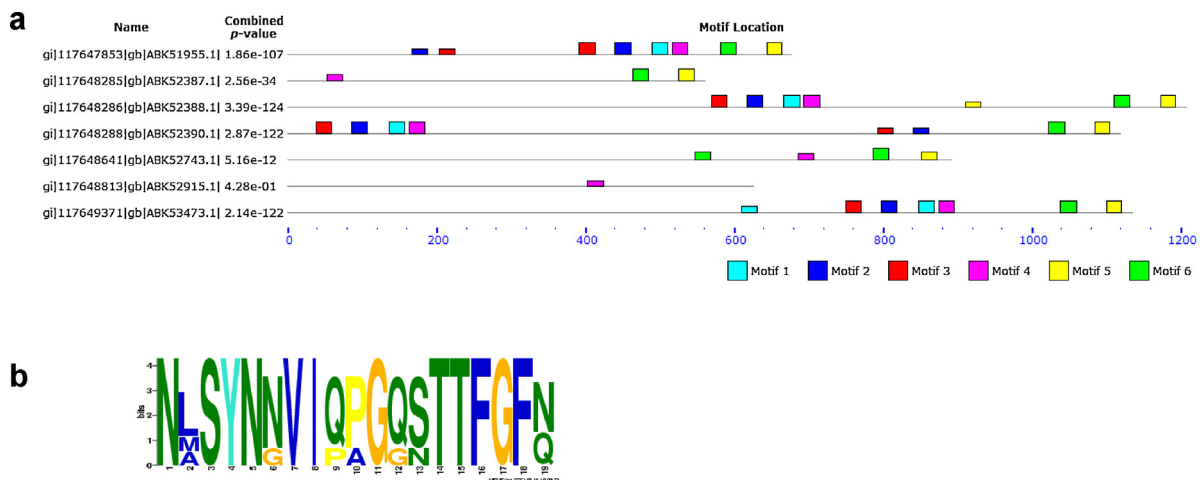 a
Name Combined p-value Motif Location
gi|117647853|gb|ABK51955.1| 1.86e-107
gi|117648285|gb|ABK52387.1| 2.56e-34
gi|117648286|gb|ABK52388.1| 3.39e-124
gi|117648288|gb|ABK52390.1| 2.87e-122
gi|117648641|gb|ABK52743.1| 5.16e-12
gi|117648813|gb|ABK52915.1| 4.28e-01
gi|117649371|gb|ABK53473.1| 2.14e-122
0 200 400 600 800 1000 1200
Motif 1 Motif 2 Motif 3 Motif 4 Motif 5 Motif 6
b
bits
4
3
2
1
0
NLSYNNVIQPGQSTTFGFN
M
A G P A G N Q
1 2 3 4 5 6 7 8 9 10 11 12 13 14 15 16 17 18 19